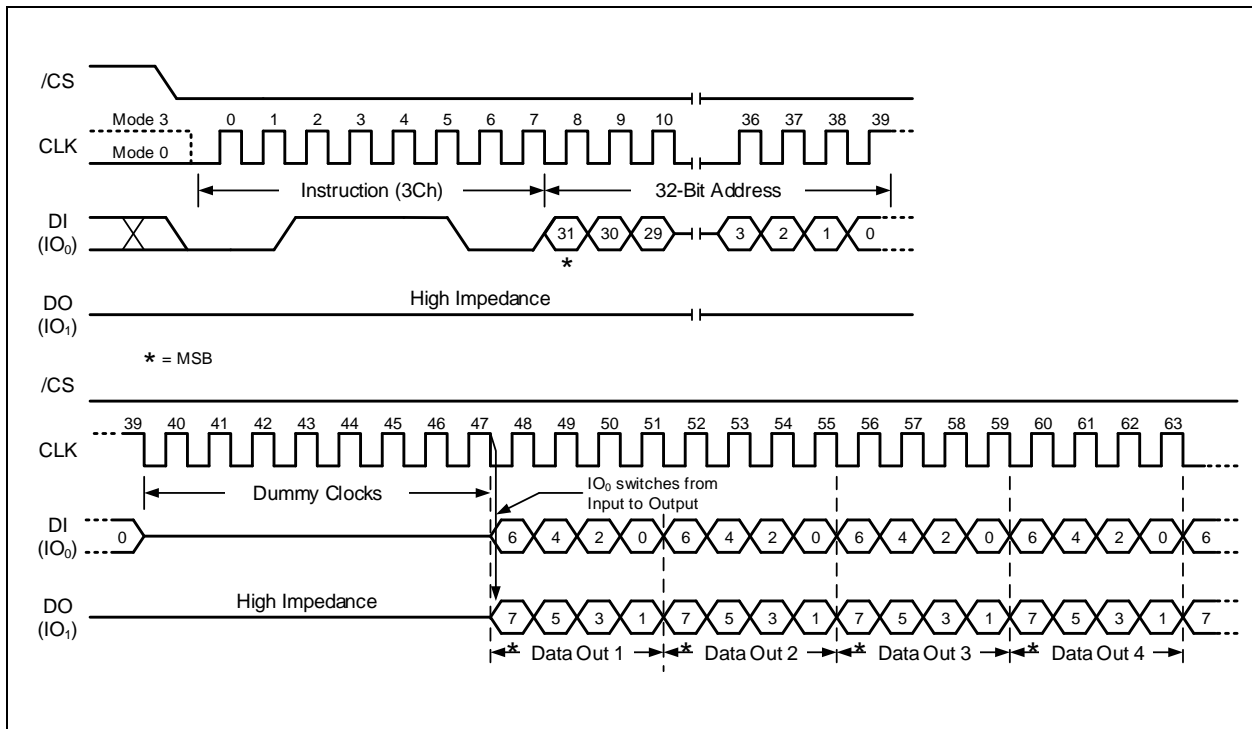 /CS
Mode 3
0 1 2 3 4 5 6 7 8 9 10 36 37 38 39
CLK
Mode 0
Instruction (3Ch) 32-Bit Address
DI
(IO₀)
31 30 29 3 2 1 0
*
High Impedance
DO
(IO₁)
* = MSB
/CS
39 40 41 42 43 44 45 46 47 48 49 50 51 52 53 54 55 56 57 58 59 60 61 62 63
CLK
Dummy Clocks
IO₀ switches from
Input to Output
DI
(IO₀)
0 6 4 2 0 6 4 2 0 6 4 2 0 6 4 2 0 6
High Impedance
DO
(IO₁)
7 5 3 1 7 5 3 1 7 5 3 1 7 5 3 1 7
* Data Out 1 * Data Out 2 * Data Out 3 * Data Out 4